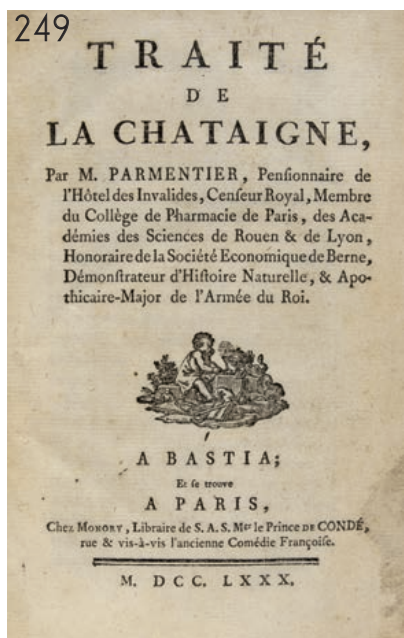 249
TRAITÉ
DE
LA CHATAIGNE,
Par M. PARMENTIER, Penſionnaire de
l'Hôtel des Invalides, Cenſeur Royal, Membre
du Collège de Pharmacie de Paris, des Aca-
démies des Sciences de Rouen & de Lyon,
Honoraire de la Société Economique de Berne,
Démonſtrateur d'Hiſtoire Naturelle, & Apo-
thicaire-Major de l'Armée du Roi.
A BASTIA;
Et ſe trouve
A PARIS,
Chez MONORY, Libraire de S. A. S. Mgr le Prince DE CONDÉ,
rue & vis-à-vis l'ancienne Comédie Françoiſe.
M. DCC. LXXX.